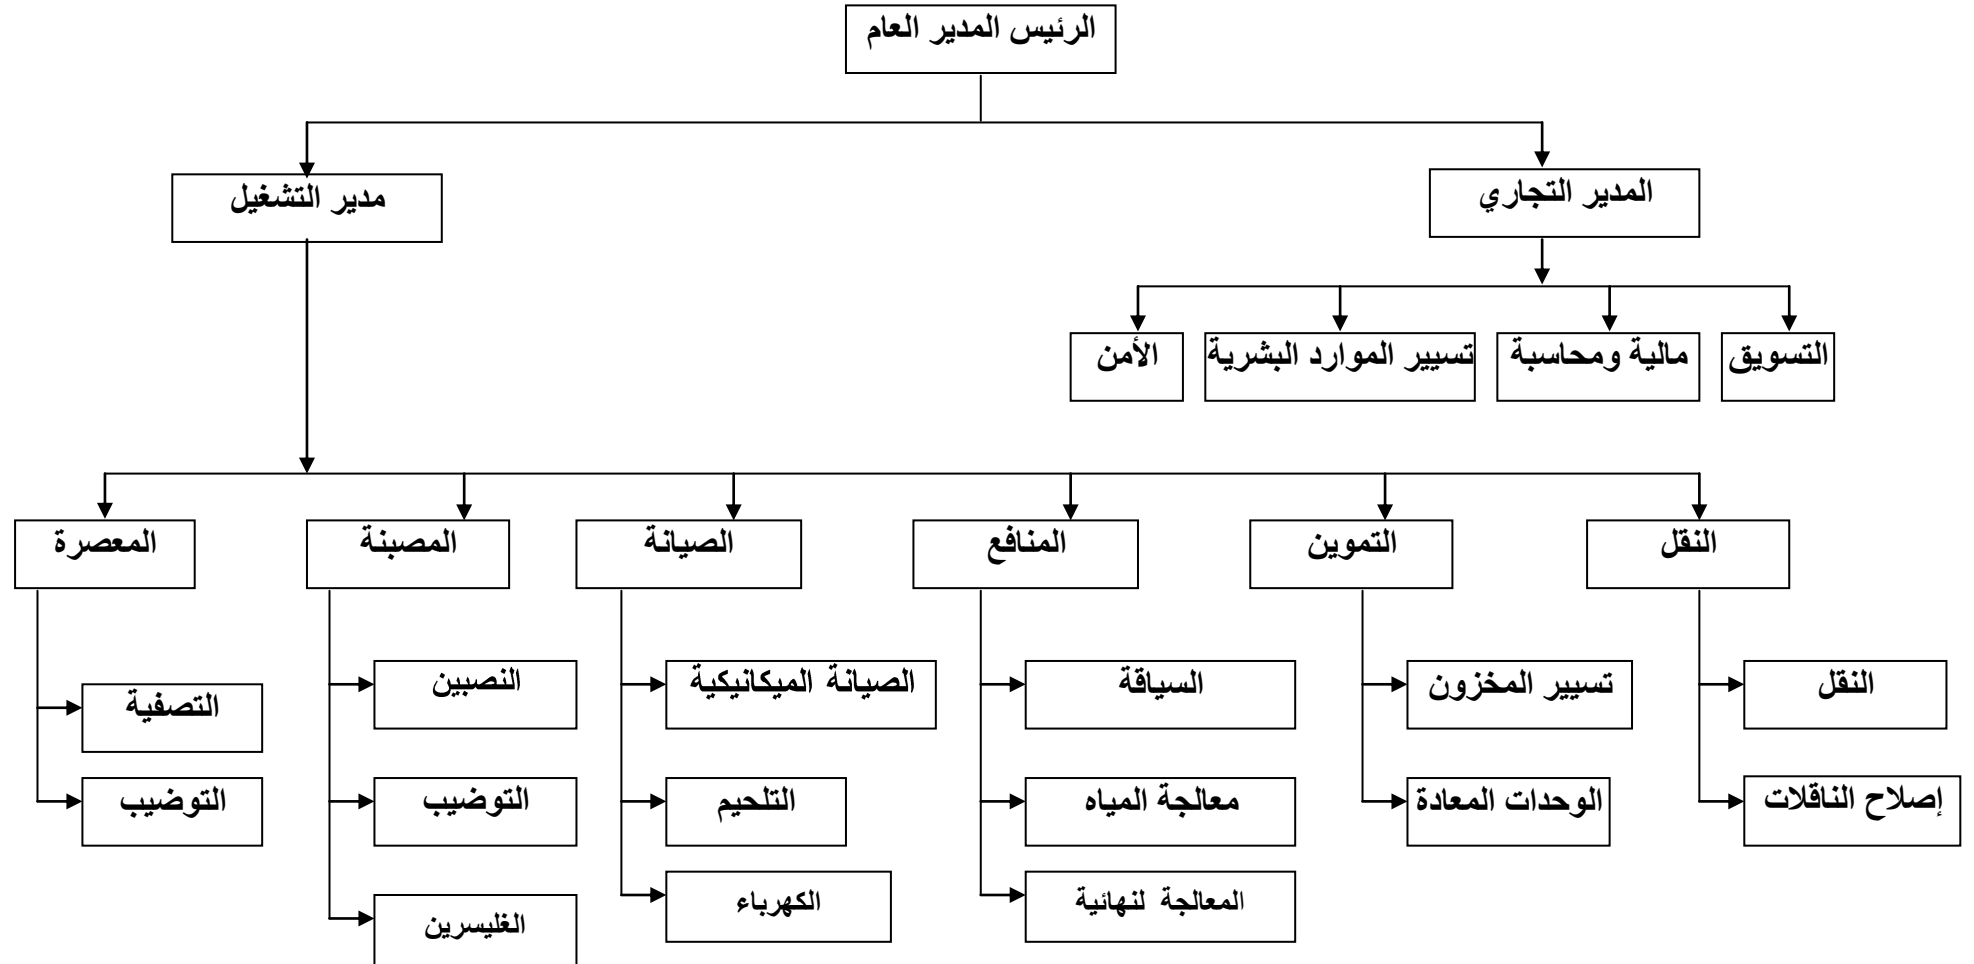 الرئيس المدير العام
المدير التجاري
مدير التشغيل
التسويق
مالية ومحاسبة
تسيير الموارد البشرية
الأمن
النقل
التموين
المنافع
الصيانة
المصبنة
المعصرة
النقل
تسيير المخزون
السياقة
الصيانة الميكانيكية
النصبين
التصفية
إصلاح الناقلات
الوحدات المعادة
معالجة المياه
التلحيم
التوضيب
التوضيب
المعالجة لنهائية
الكهرباء
الغليسرين